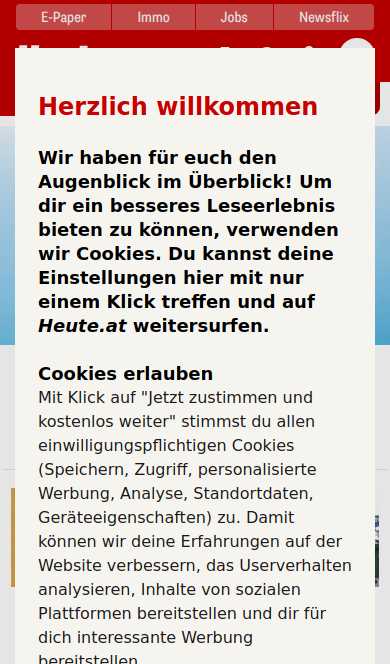 E-Paper Immo Jobs Newsflix
Herzlich willkommen
Wir haben für euch den
Augenblick im Überblick! Um
dir ein besseres Leseerlebnis
bieten zu können, verwenden
wir Cookies. Du kannst deine
Einstellungen hier mit nur
einem Klick treffen und auf
Heute.at weitersurfen.
Cookies erlauben
Mit Klick auf "Jetzt zustimmen und
kostenlos weiter" stimmst du allen
einwilligungspflichtigen Cookies
(Speichern, Zugriff, personalisierte
Werbung, Analyse, Standortdaten,
Geräteeigenschaften) zu. Damit
können wir deine Erfahrungen auf der
Website verbessern, das Userverhalten
analysieren, Inhalte von sozialen
Plattformen bereitstellen und dir für
dich interessante Werbung
bereitstellen.